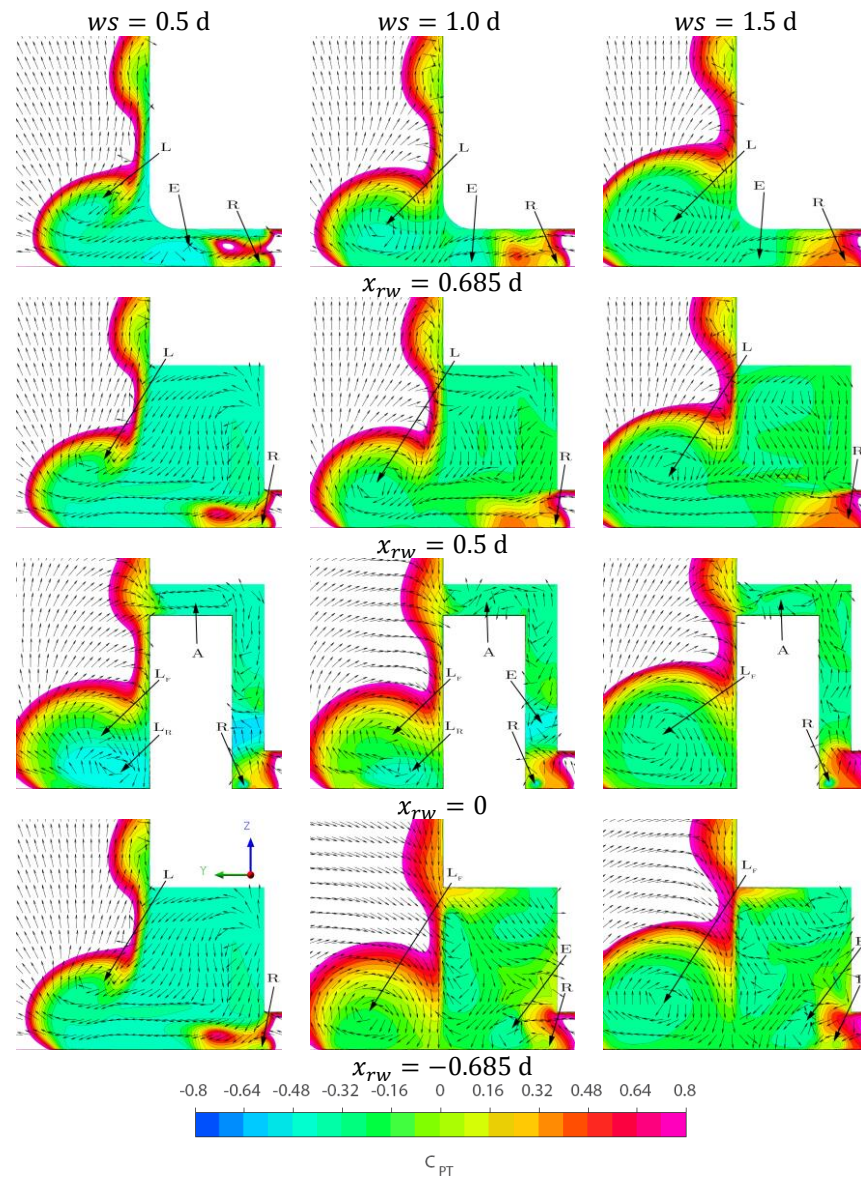 ws = 0.5 d ws = 1.0 d ws = 1.5 d
L E R L E R L E R
x_rw = 0.685 d
L R L R L R
x_rw = 0.5 d
A L_F L_R R A L_F E L_R R A L_F R
x_rw = 0
Z Y L R L_F E R L_F
x_rw = −0.685 d
-0.8 -0.64 -0.48 -0.32 -0.16 0 0.16 0.32 0.48 0.64 0.8
C_PT